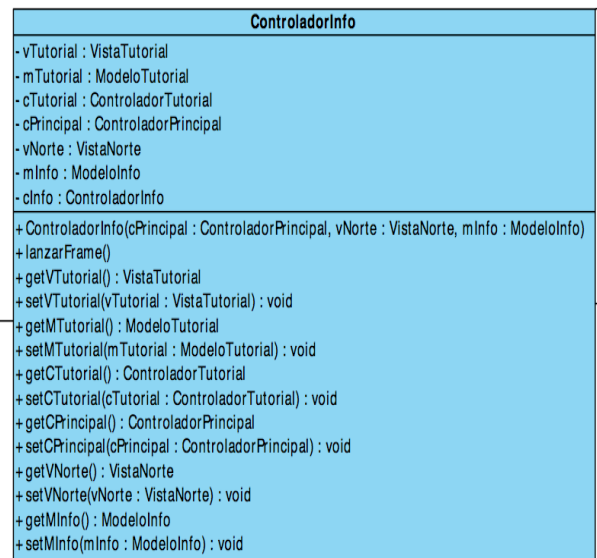 ControladorInfo
- vTutorial : VistaTutorial
- mTutorial : ModeloTutorial
- cTutorial : ControladorTutorial
- cPrincipal : ControladorPrincipal
- vNorte : VistaNorte
- mInfo : ModeloInfo
- cInfo : ControladorInfo
+ ControladorInfo(cPrincipal : ControladorPrincipal, vNorte : VistaNorte, mInfo : ModeloInfo)
+ lanzarFrame()
+ getVTutorial() : VistaTutorial
+ setVTutorial(vTutorial : VistaTutorial) : void
+ getMTutorial() : ModeloTutorial
+ setMTutorial(mTutorial : ModeloTutorial) : void
+ getCTutorial() : ControladorTutorial
+ setCTutorial(cTutorial : ControladorTutorial) : void
+ getCPrincipal() : ControladorPrincipal
+ setCPrincipal(cPrincipal : ControladorPrincipal) : void
+ getVNorte() : VistaNorte
+ setVNorte(vNorte : VistaNorte) : void
+ getMInfo() : ModeloInfo
+ setMInfo(mInfo : ModeloInfo) : void